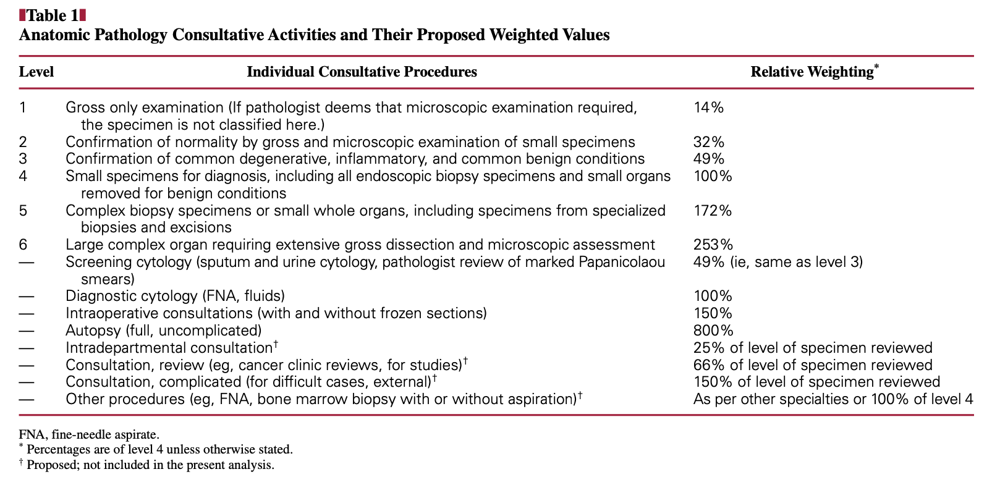 Table 1
Anatomic Pathology Consultative Activities and Their Proposed Weighted Values
Level Individual Consultative Procedures Relative Weighting*
1 Gross only examination (If pathologist deems that microscopic examination required, 14%
the specimen is not classified here.)
2 Confirmation of normality by gross and microscopic examination of small specimens 32%
3 Confirmation of common degenerative, inflammatory, and common benign conditions 49%
4 Small specimens for diagnosis, including all endoscopic biopsy specimens and small organs 100%
removed for benign conditions
5 Complex biopsy specimens or small whole organs, including specimens from specialized 172%
biopsies and excisions
6 Large complex organ requiring extensive gross dissection and microscopic assessment 253%
— Screening cytology (sputum and urine cytology, pathologist review of marked Papanicolaou 49% (ie, same as level 3)
smears)
— Diagnostic cytology (FNA, fluids) 100%
— Intraoperative consultations (with and without frozen sections) 150%
— Autopsy (full, uncomplicated) 800%
— Intradepartmental consultation† 25% of level of specimen reviewed
— Consultation, review (eg, cancer clinic reviews, for studies)† 66% of level of specimen reviewed
— Consultation, complicated (for difficult cases, external)† 150% of level of specimen reviewed
— Other procedures (eg, FNA, bone marrow biopsy with or without aspiration)† As per other specialties or 100% of level 4
FNA, fine-needle aspirate.
* Percentages are of level 4 unless otherwise stated.
† Proposed; not included in the present analysis.